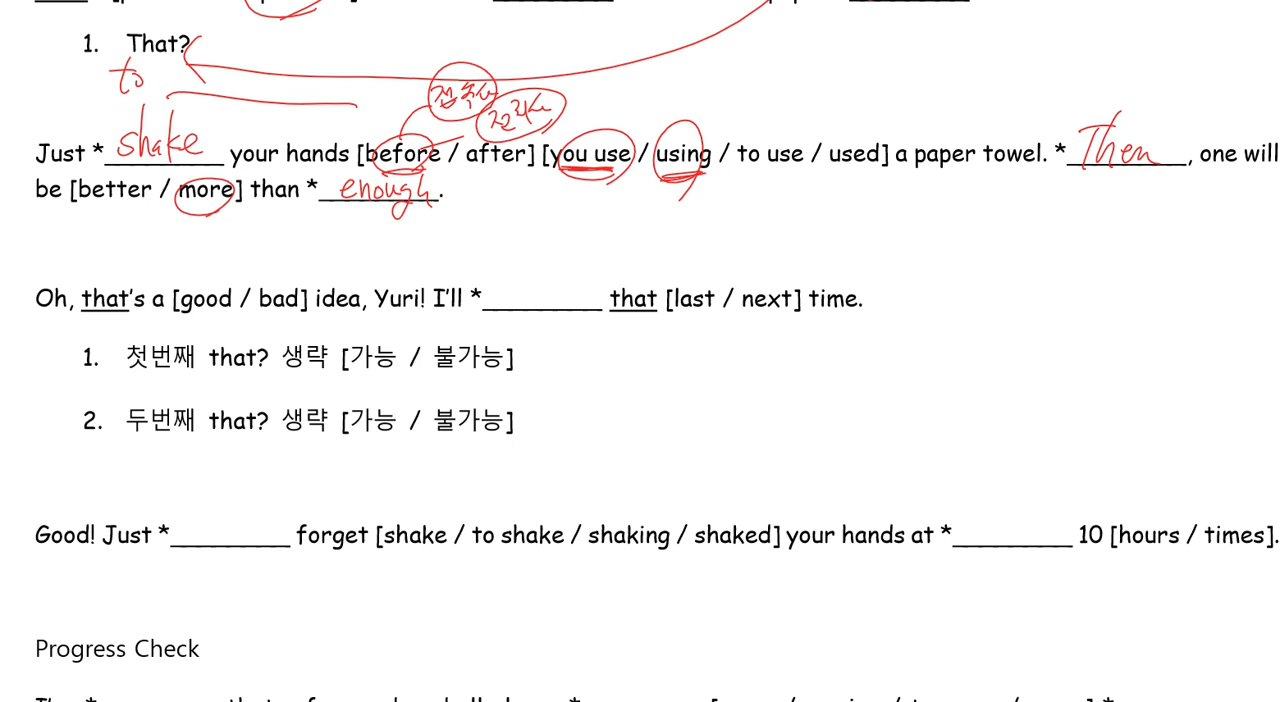 1. That?
to
접속사
전치사
Just *shake your hands [before / after] [you use / using / to use / used] a paper towel. *Then, one will
be [better / more] than *enough.
Oh, that's a [good / bad] idea, Yuri! I'll *_________ that [last / next] time.
1. 첫번째 that? 생략 [가능 / 불가능]
2. 두번째 that? 생략 [가능 / 불가능]
Good! Just *_________ forget [shake / to shake / shaking / shaked] your hands at *_________ 10 [hours / times].
Progress Check